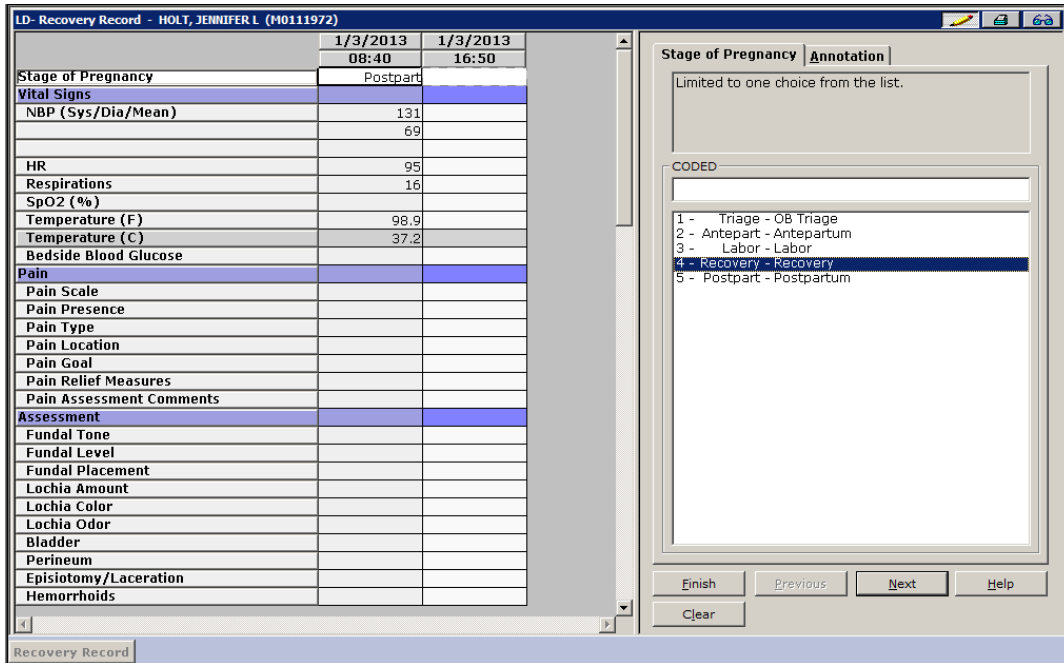 LD- Recovery Record - HOLT, JENNIFER L (M0111972)
1/3/2013 1/3/2013
08:40 16:50
Stage of Pregnancy Postpart
Vital Signs
NBP (Sys/Dia/Mean) 131
69
HR 95
Respirations 16
SpO2 (%)
Temperature (F) 98.9
Temperature (C) 37.2
Bedside Blood Glucose
Pain
Pain Scale
Pain Presence
Pain Type
Pain Location
Pain Goal
Pain Relief Measures
Pain Assessment Comments
Assessment
Fundal Tone
Fundal Level
Fundal Placement
Lochia Amount
Lochia Color
Lochia Odor
Bladder
Perineum
Episiotomy/Laceration
Hemorrhoids
Stage of Pregnancy Annotation
Limited to one choice from the list.
CODED
1 - Triage - OB Triage
2 - Antepart - Antepartum
3 - Labor - Labor
4 - Recovery - Recovery
5 - Postpart - Postpartum
Finish Previous Next Help
Clear
Recovery Record